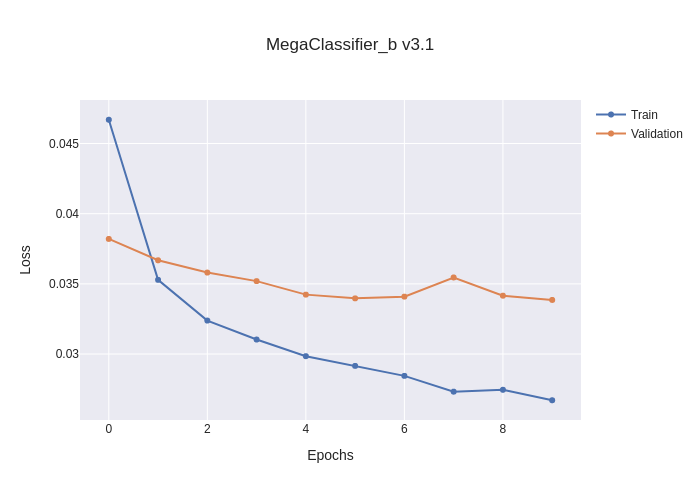 MegaClassifier_b v3.1
Train
Validation
0.045
0.04
0.035
0.03
Loss
0 2 4 6 8
Epochs